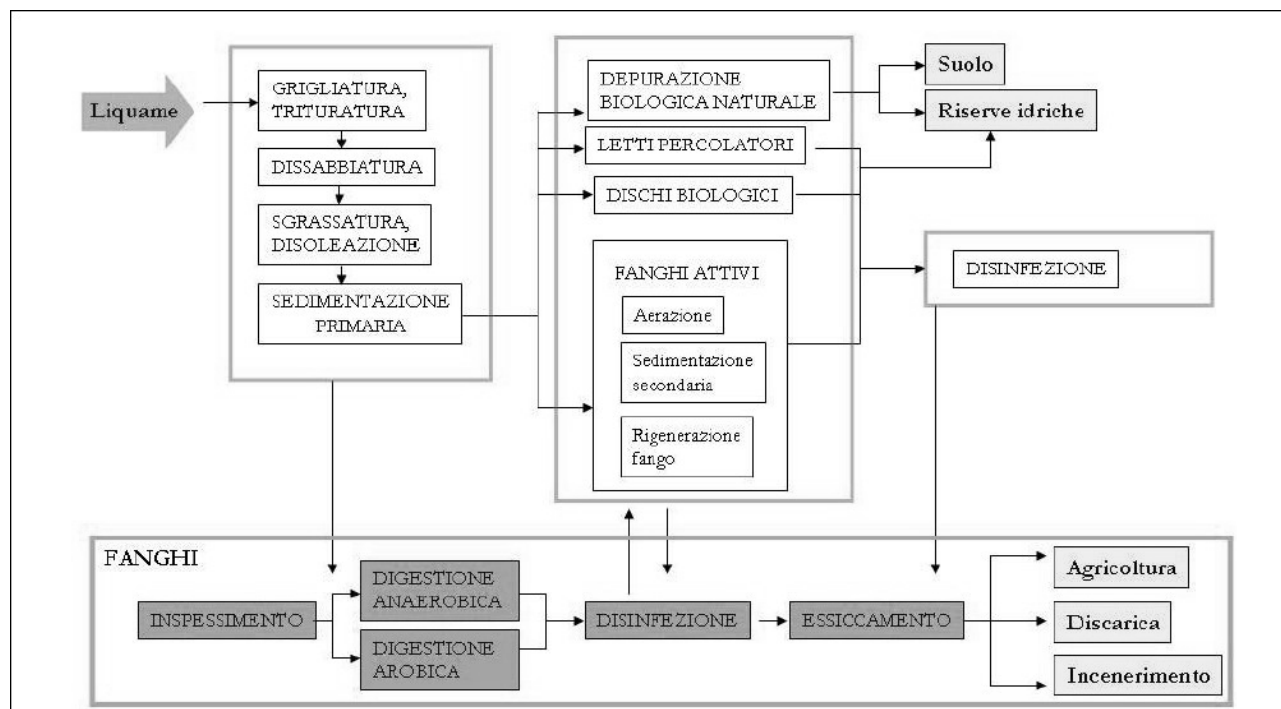 Liquame
GRIGLIATURA,
TRITURATURA
DISSABBIATURA
SGRASSATURA,
DISOLEAZIONE
SEDIMENTAZIONE
PRIMARIA
DEPURAZIONE
BIOLOGICA NATURALE
LETTI PERCOLATORI
DISCHI BIOLOGICI
FANGHI ATTIVI
Aerazione
Sedimentazione
secondaria
Rigenerazione
fango
Suolo
Riserve idriche
DISINFEZIONE
FANGHI
INSPESSIMENTO
DIGESTIONE
ANAEROBICA
DIGESTIONE
AROBICA
DISINFEZIONE
ESSICCAMENTO
Agricoltura
Discarica
Incenerimento